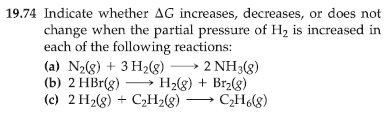 19.74 Indicate whether ΔG increases, decreases, or does not
change when the partial pressure of H₂ is increased in
each of the following reactions:
(a) N₂(g) + 3 H₂(g) ⟶ 2 NH₃(g)
(b) 2 HBr(g) ⟶ H₂(g) + Br₂(g)
(c) 2 H₂(g) + C₂H₂(g) ⟶ C₂H₆(g)